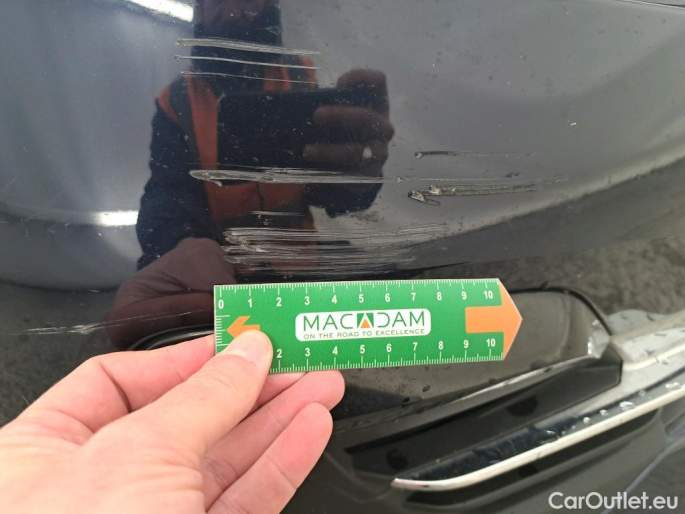 0 1 2 3 4 5 6 7 8 9 10
MACADAM
ON THE ROAD TO EXCELLENCE
2 3 4 5 6 7 8 9 10
CarOutlet.eu